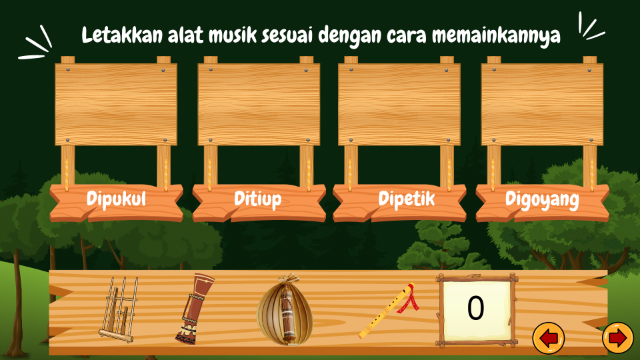 Letakkan alat musik sesuai dengan cara memainkannya
Dipukul
Ditiup
Dipetik
Digoyang
0